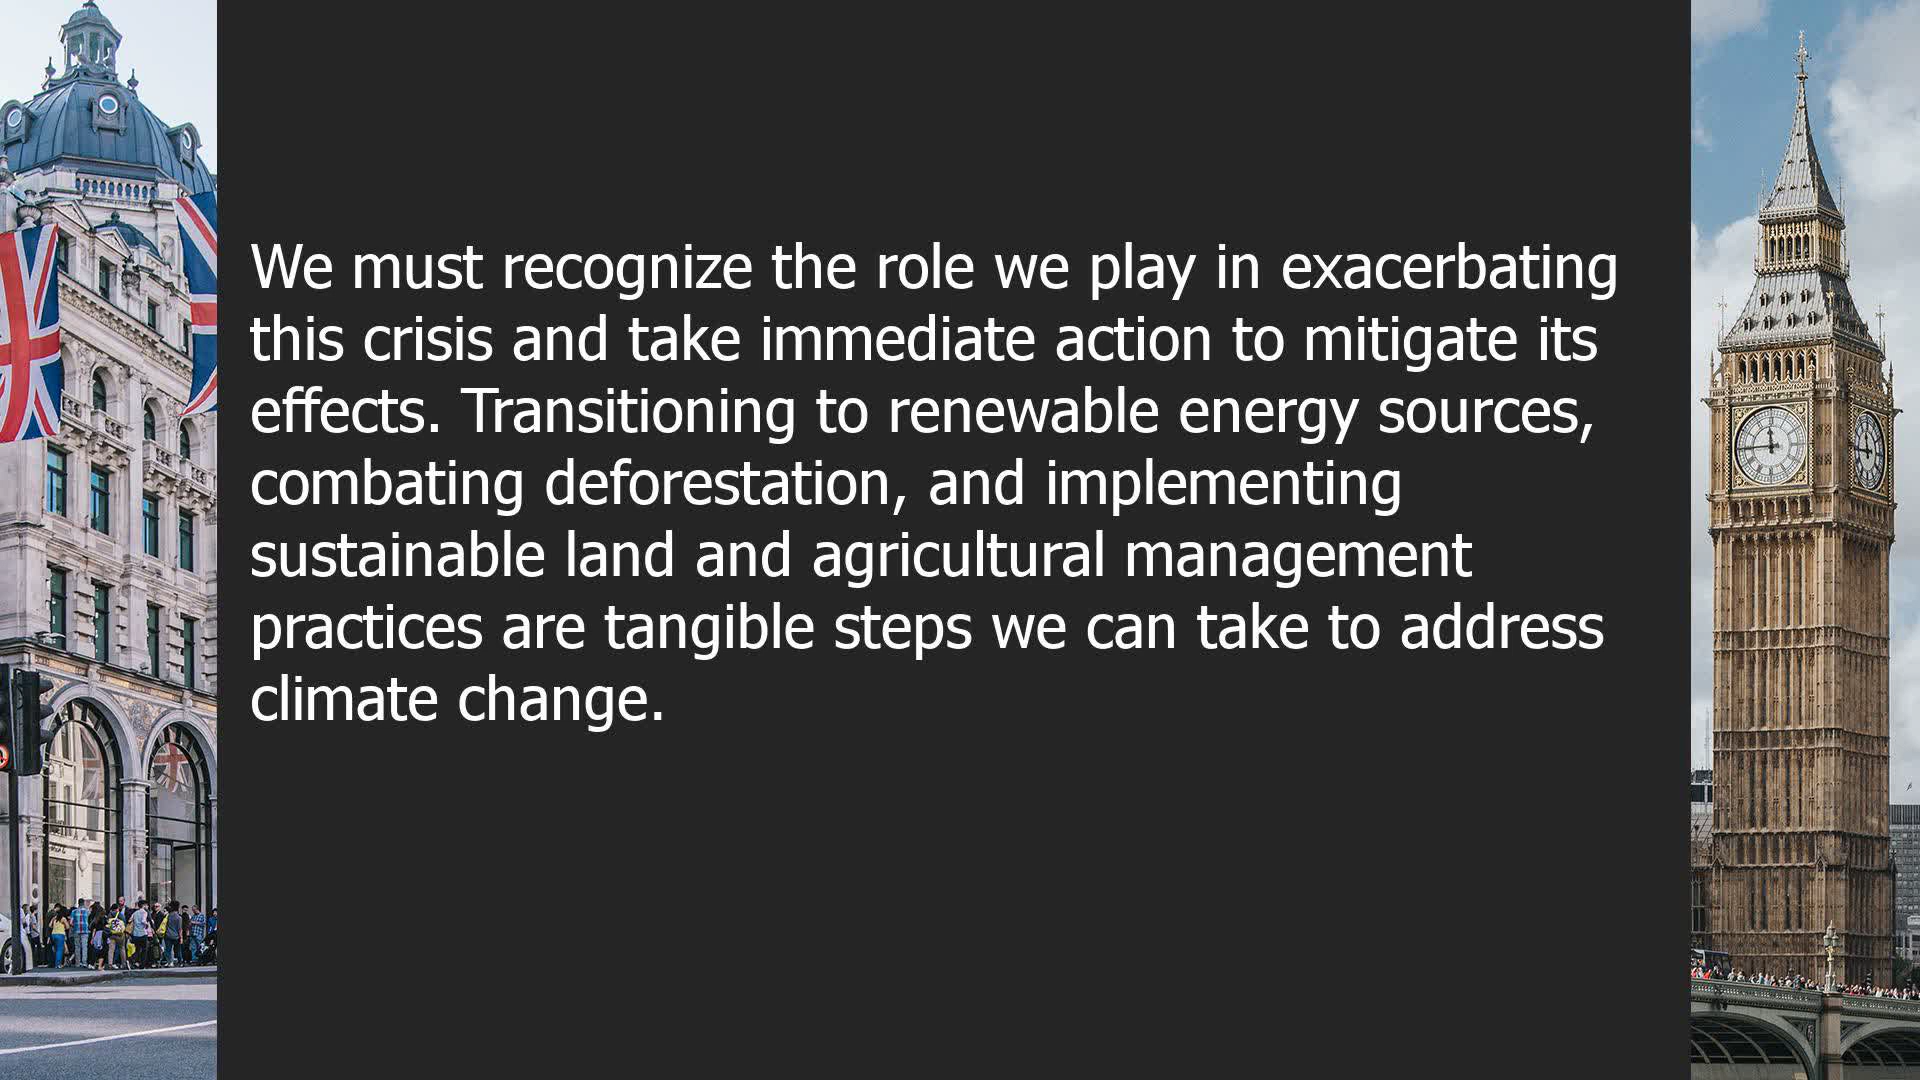 We must recognize the role we play in exacerbating
this crisis and take immediate action to mitigate its
effects. Transitioning to renewable energy sources,
combating deforestation, and implementing
sustainable land and agricultural management
practices are tangible steps we can take to address
climate change.